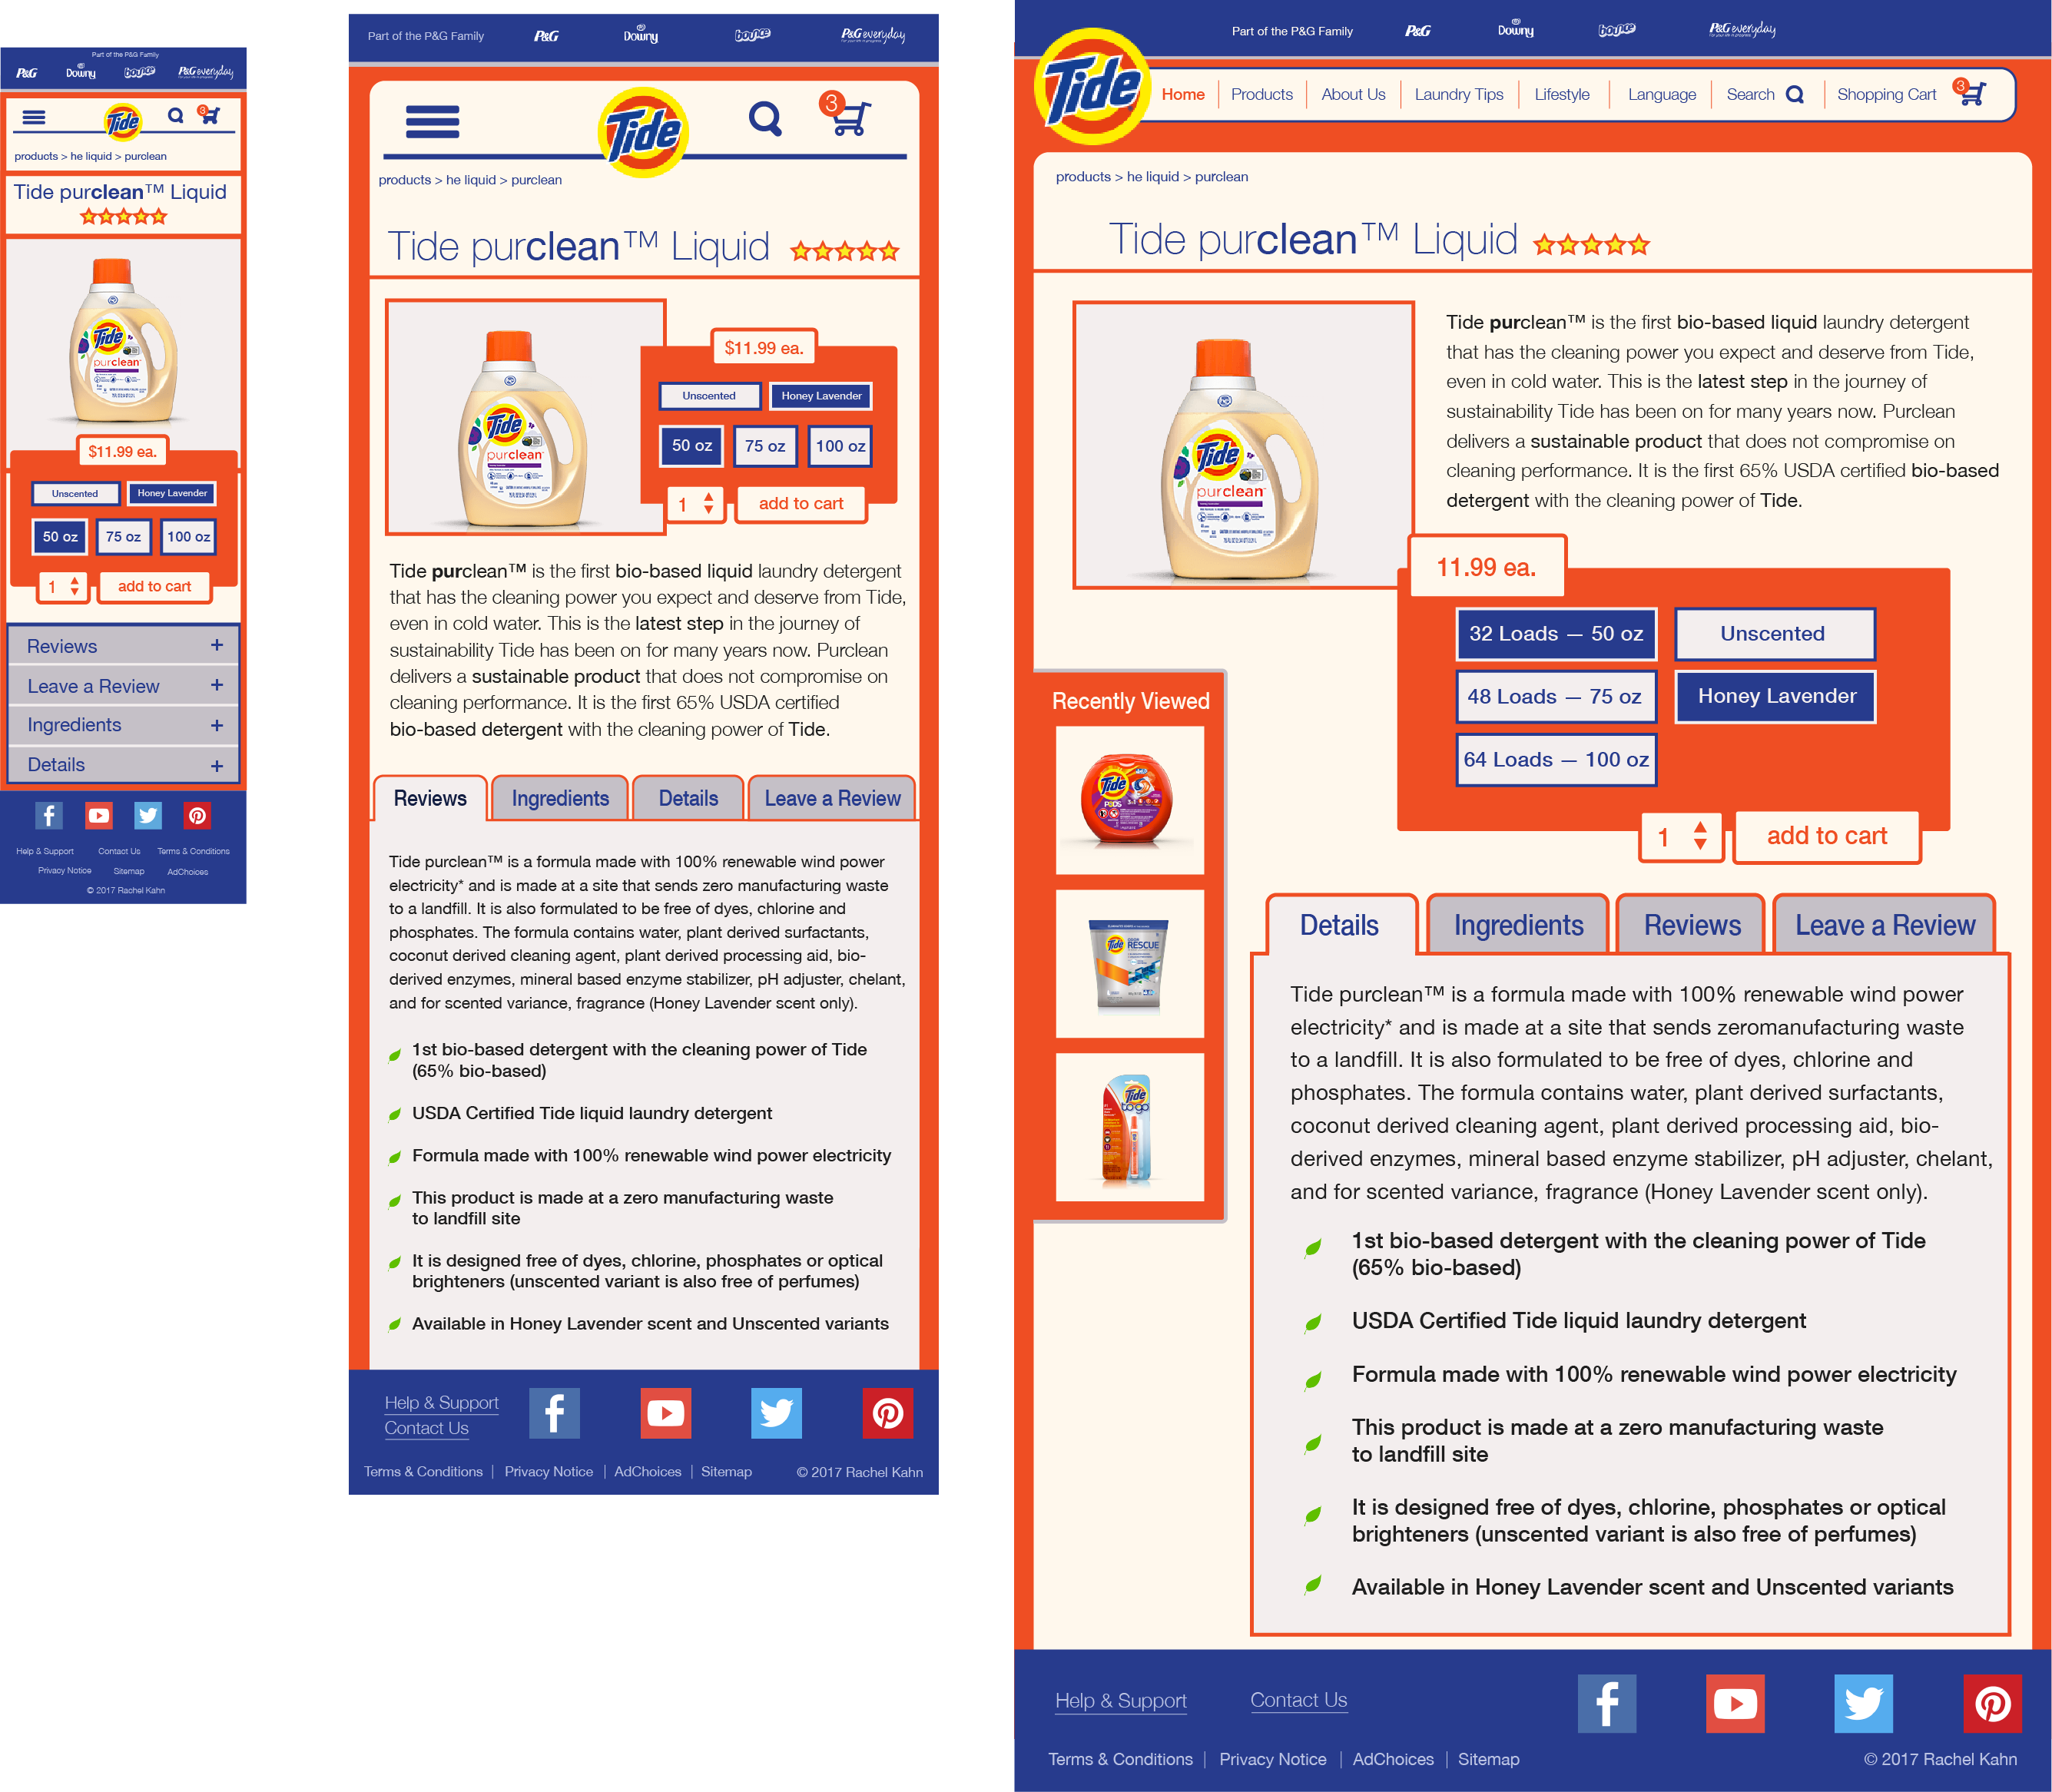 Part of the P&G Family
P&G Downy bounce P&G everyday
Tide
3
products > he liquid > purclean
Tide purclean™ Liquid
Tide
purclean
$11.99 ea.
Unscented Honey Lavender
50 oz 75 oz 100 oz
1 add to cart
Reviews +
Leave a Review +
Ingredients +
Details +
Help & Support Contact Us Terms & Conditions
Privacy Notice Sitemap AdChoices
© 2017 Rachel Kahn
Part of the P&G Family P&G Downy bounce P&G everyday
Tide
3
products > he liquid > purclean
Tide purclean™ Liquid
Tide
purclean
$11.99 ea.
Unscented Honey Lavender
50 oz 75 oz 100 oz
1 add to cart
Tide purclean™ is the first bio-based liquid laundry detergent
that has the cleaning power you expect and deserve from Tide,
even in cold water. This is the latest step in the journey of
sustainability Tide has been on for many years now. Purclean
delivers a sustainable product that does not compromise on
cleaning performance. It is the first 65% USDA certified
bio-based detergent with the cleaning power of Tide.
Reviews Ingredients Details Leave a Review
Tide purclean™ is a formula made with 100% renewable wind power
electricity* and is made at a site that sends zero manufacturing waste
to a landfill. It is also formulated to be free of dyes, chlorine and
phosphates. The formula contains water, plant derived surfactants,
coconut derived cleaning agent, plant derived processing aid, bio-
derived enzymes, mineral based enzyme stabilizer, pH adjuster, chelant,
and for scented variance, fragrance (Honey Lavender scent only).
1st bio-based detergent with the cleaning power of Tide
(65% bio-based)
USDA Certified Tide liquid laundry detergent
Formula made with 100% renewable wind power electricity
This product is made at a zero manufacturing waste
to landfill site
It is designed free of dyes, chlorine, phosphates or optical
brighteners (unscented variant is also free of perfumes)
Available in Honey Lavender scent and Unscented variants
Help & Support
Contact Us
Terms & Conditions | Privacy Notice | AdChoices | Sitemap © 2017 Rachel Kahn
Part of the P&G Family P&G Downy bounce P&G everyday
Tide
Home Products About Us Laundry Tips Lifestyle Language Search Shopping Cart 3
products > he liquid > purclean
Tide purclean™ Liquid
Tide
purclean
Tide purclean™ is the first bio-based liquid laundry detergent
that has the cleaning power you expect and deserve from Tide,
even in cold water. This is the latest step in the journey of
sustainability Tide has been on for many years now. Purclean
delivers a sustainable product that does not compromise on
cleaning performance. It is the first 65% USDA certified bio-based
detergent with the cleaning power of Tide.
11.99 ea.
32 Loads — 50 oz Unscented
48 Loads — 75 oz Honey Lavender
64 Loads — 100 oz
1 add to cart
Recently Viewed
Tide
PODS
Tide
RESCUE
Tide
to go
Details Ingredients Reviews Leave a Review
Tide purclean™ is a formula made with 100% renewable wind power
electricity* and is made at a site that sends zeromanufacturing waste
to a landfill. It is also formulated to be free of dyes, chlorine and
phosphates. The formula contains water, plant derived surfactants,
coconut derived cleaning agent, plant derived processing aid, bio-
derived enzymes, mineral based enzyme stabilizer, pH adjuster, chelant,
and for scented variance, fragrance (Honey Lavender scent only).
1st bio-based detergent with the cleaning power of Tide
(65% bio-based)
USDA Certified Tide liquid laundry detergent
Formula made with 100% renewable wind power electricity
This product is made at a zero manufacturing waste
to landfill site
It is designed free of dyes, chlorine, phosphates or optical
brighteners (unscented variant is also free of perfumes)
Available in Honey Lavender scent and Unscented variants
Help & Support Contact Us
Terms & Conditions | Privacy Notice | AdChoices | Sitemap © 2017 Rachel Kahn